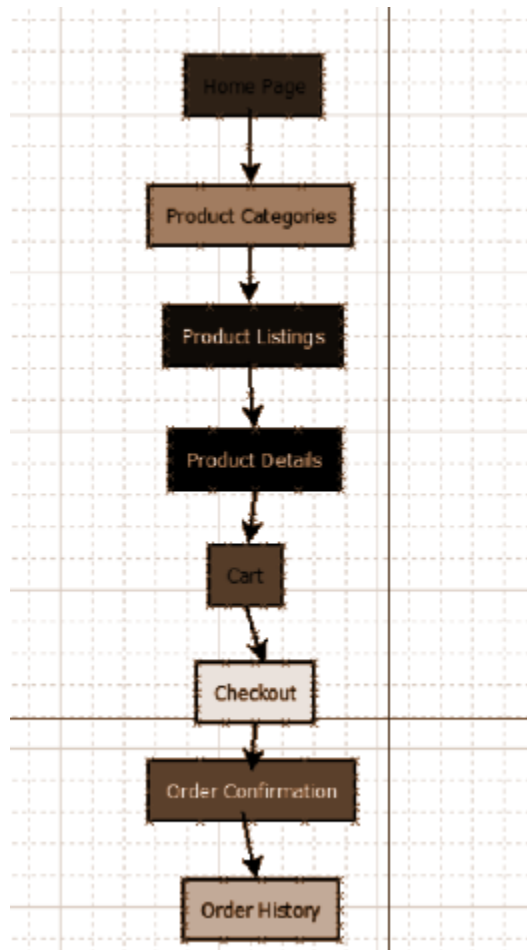 Home Page
Product Categories
Product Listings
Product Details
Cart
Checkout
Order Confirmation
Order History